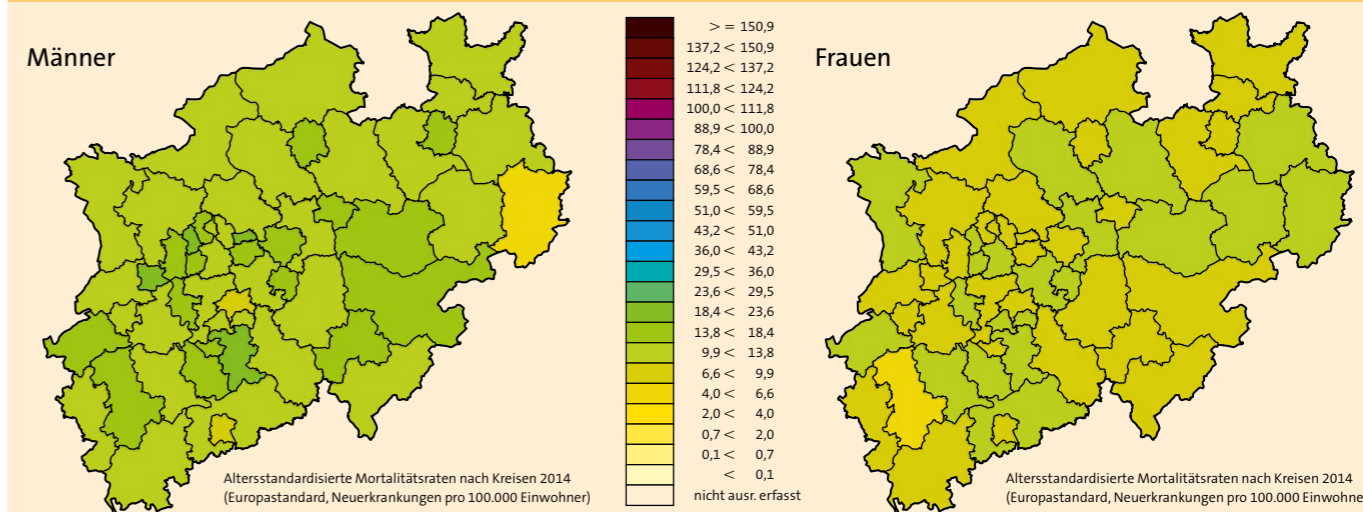 Männer
> = 150,9
137,2 < 150,9
124,2 < 137,2
111,8 < 124,2
100,0 < 111,8
88,9 < 100,0
78,4 < 88,9
68,6 < 78,4
59,5 < 68,6
51,0 < 59,5
43,2 < 51,0
36,0 < 43,2
29,5 < 36,0
23,6 < 29,5
18,4 < 23,6
13,8 < 18,4
9,9 < 13,8
6,6 < 9,9
4,0 < 6,6
2,0 < 4,0
0,7 < 2,0
0,1 < 0,7
< 0,1
nicht ausr. erfasst
Altersstandardisierte Mortalitätsraten nach Kreisen 2014
(Europastandard, Neuerkrankungen pro 100.000 Einwohner)
Frauen
Altersstandardisierte Mortalitätsraten nach Kreisen 2014
(Europastandard, Neuerkrankungen pro 100.000 Einwohne